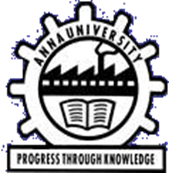 ANNA UNIVERSITY
PROGRESS THROUGH KNOWLEDGE